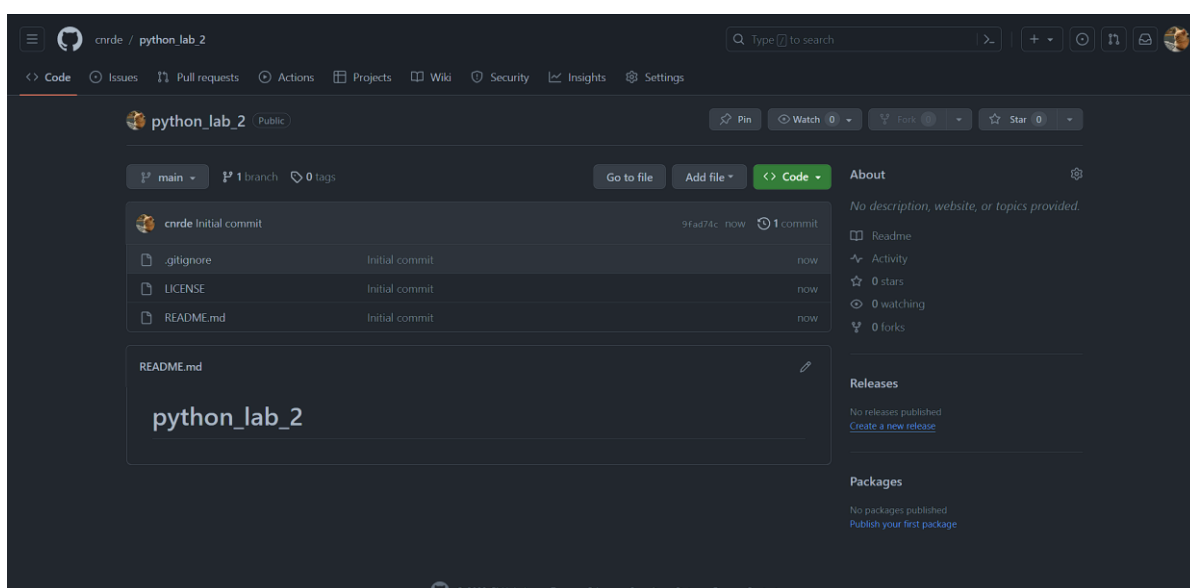 cnrde / python_lab_2
Type / to search
Code Issues Pull requests Actions Projects Wiki Security Insights Settings
python_lab_2 Public
Pin Watch 0 Fork 0 Star 0
main 1 branch 0 tags
Go to file Add file Code
cnrde Initial commit 9fad74c now 1 commit
.gitignore Initial commit now
LICENSE Initial commit now
README.md Initial commit now
README.md
python_lab_2
About
No description, website, or topics provided.
Readme
Activity
0 stars
0 watching
0 forks
Releases
No releases published
Create a new release
Packages
No packages published
Publish your first package